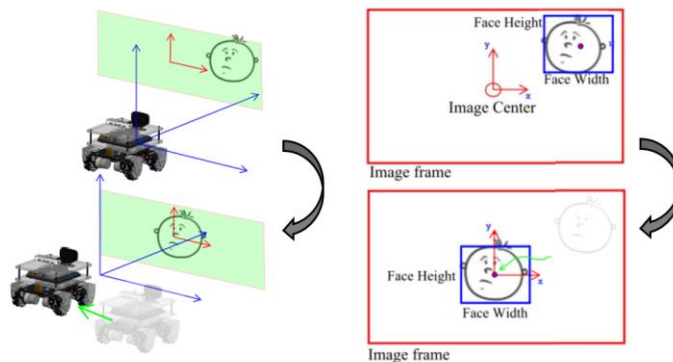 Face Height
y
x
Face Width
Image Center
Image frame
y
Face Height
x
Face Width
Image frame